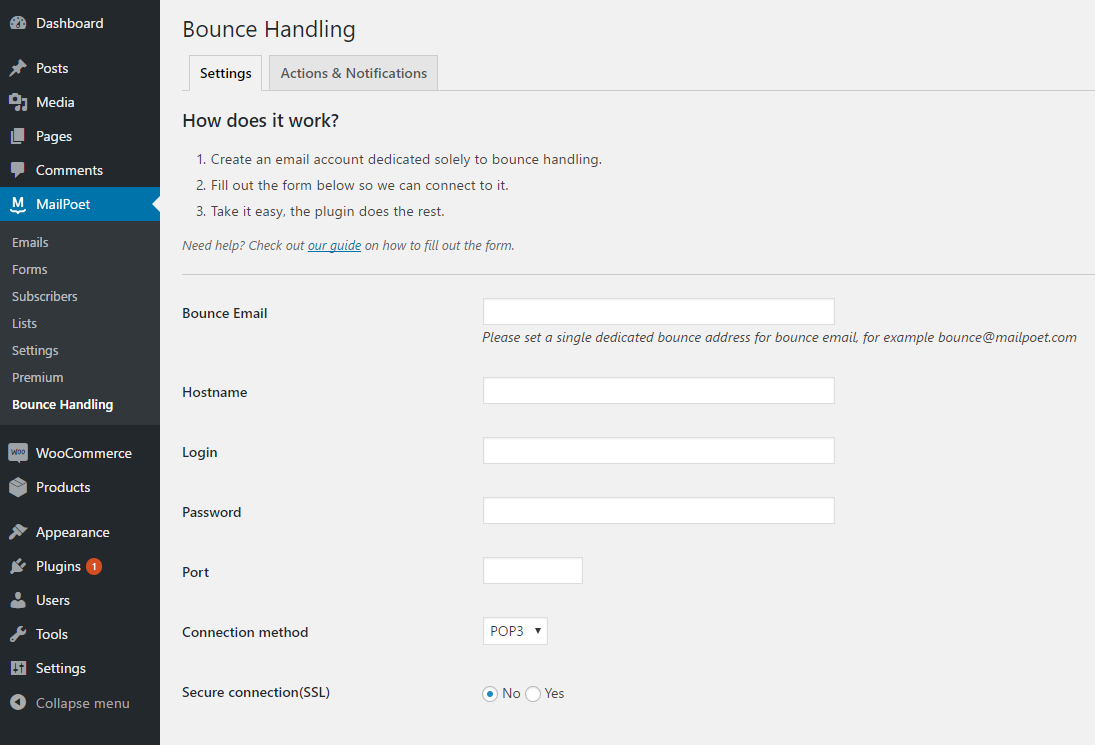 Dashboard
Posts
Media
Pages
Comments
M MailPoet
Emails
Forms
Subscribers
Lists
Settings
Premium
Bounce Handling
WOO WooCommerce
Products
Appearance
Plugins 1
Users
Tools
Settings
Collapse menu
Bounce Handling
Settings Actions & Notifications
How does it work?
1. Create an email account dedicated solely to bounce handling.
2. Fill out the form below so we can connect to it.
3. Take it easy, the plugin does the rest.
Need help? Check out our guide on how to fill out the form.
Bounce Email
Please set a single dedicated bounce address for bounce email, for example bounce@mailpoet.com
Hostname
Login
Password
Port
Connection method POP3
Secure connection(SSL) No Yes